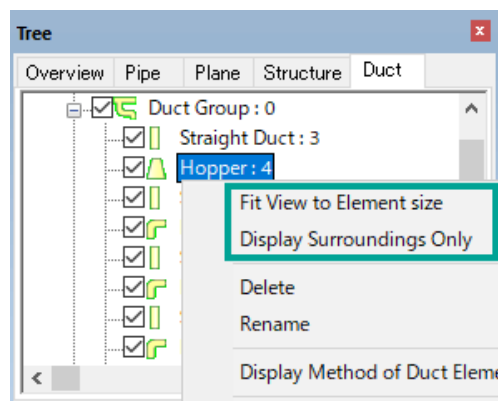 Tree
Overview Pipe Plane Structure Duct
Duct Group : 0
Straight Duct : 3
Hopper : 4
Fit View to Element size
Display Surroundings Only
Delete
Rename
Display Method of Duct Eleme